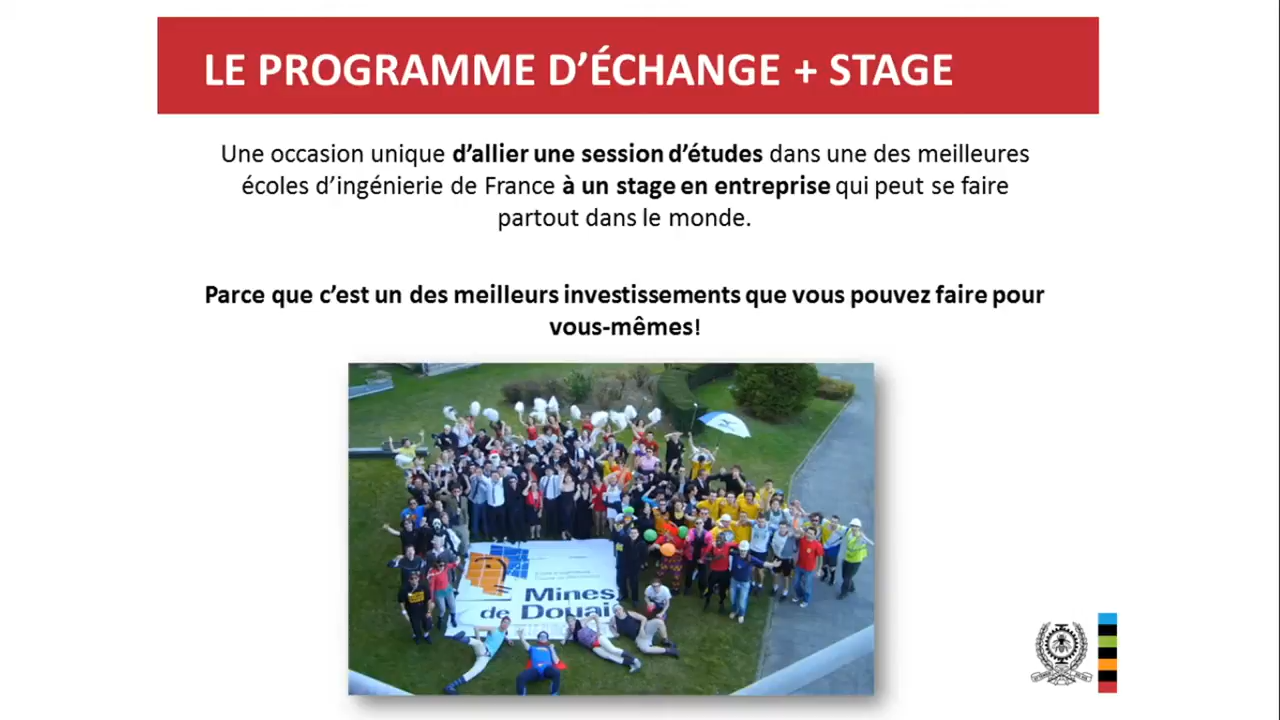 LE PROGRAMME D’ÉCHANGE + STAGE
Une occasion unique d’allier une session d’études dans une des meilleures
écoles d’ingénierie de France à un stage en entreprise qui peut se faire
partout dans le monde.
Parce que c’est un des meilleurs investissements que vous pouvez faire pour
vous-mêmes!
Mines
de Douai